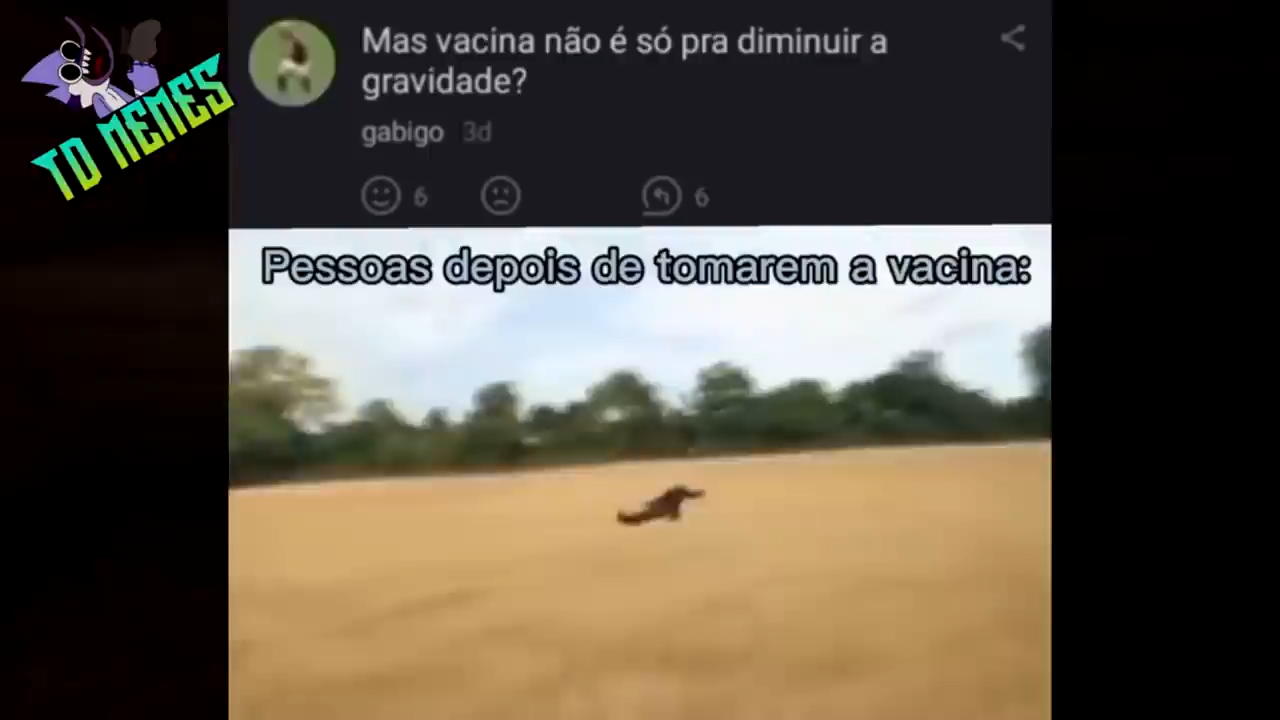 TD MEMES
Mas vacina não é só pra diminuir a
gravidade?
gabigo 3d
6 6
Pessoas depois de tomarem a vacina: